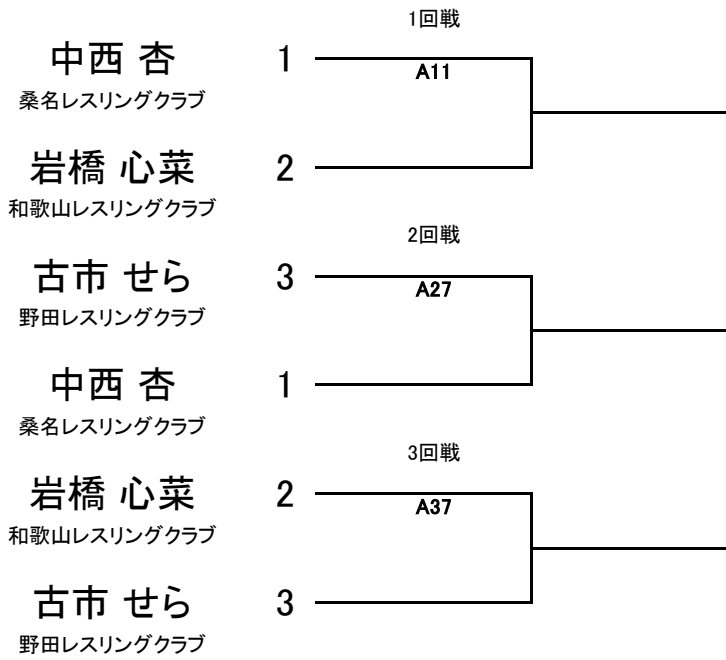 1回戦
中西 杏 1
A11
桑名レスリングクラブ
岩橋 心菜 2
和歌山レスリングクラブ
2回戦
古市 せら 3
A27
野田レスリングクラブ
中西 杏 1
桑名レスリングクラブ
3回戦
岩橋 心菜 2
A37
和歌山レスリングクラブ
古市 せら 3
野田レスリングクラブ